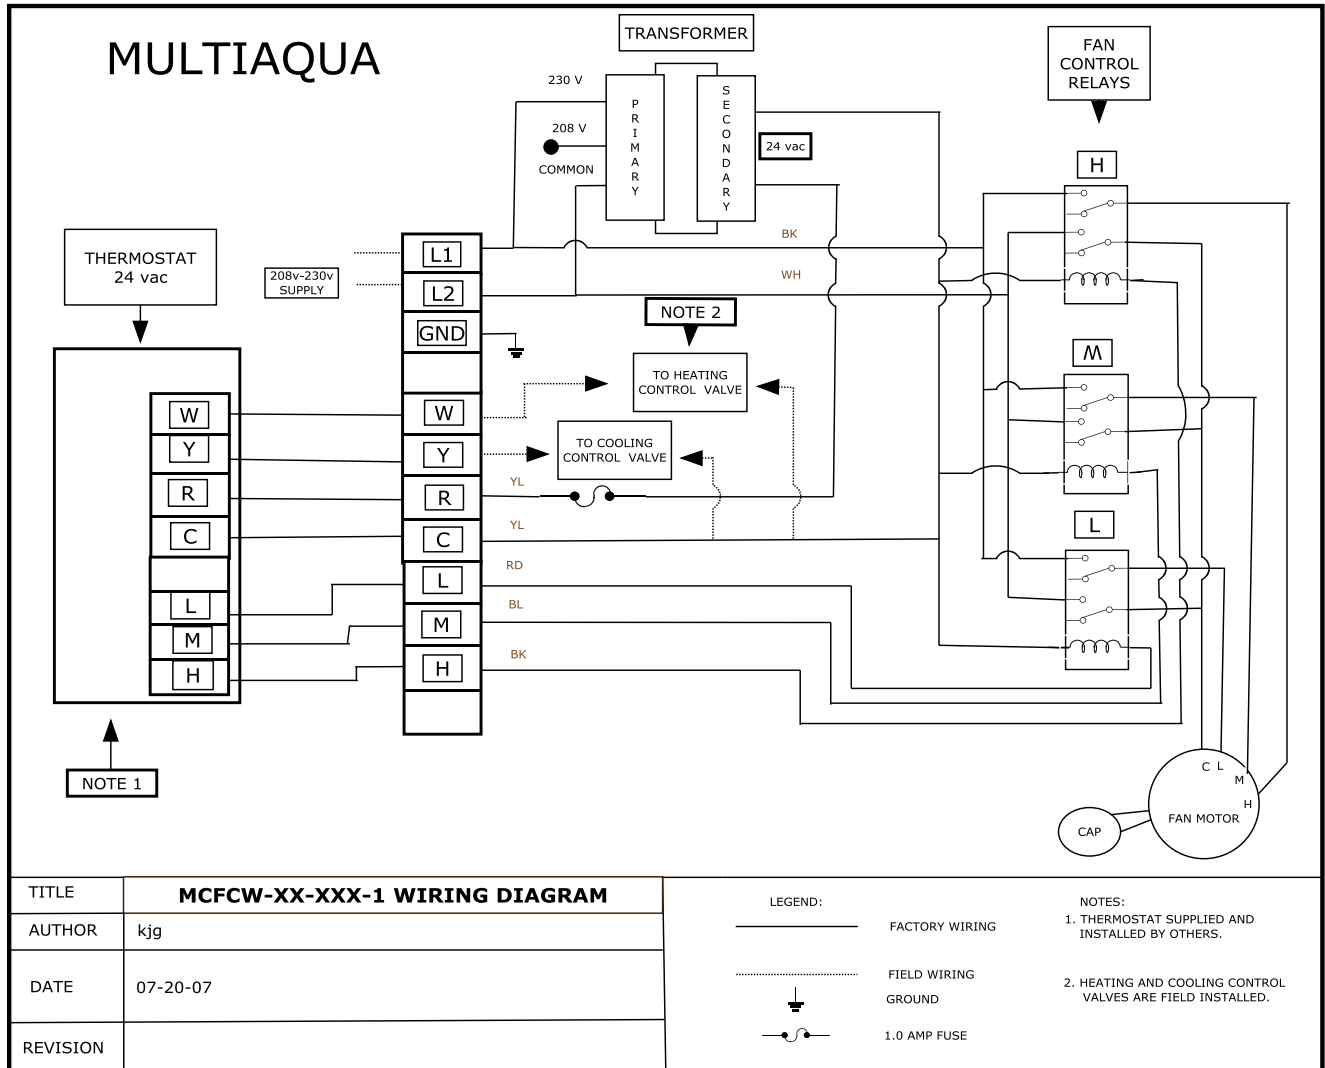 MULTIAQUA
TRANSFORMER
FAN
CONTROL
RELAYS
230 V
208 V
COMMON
PRIMARY
SECONDARY
24 vac
H
THERMOSTAT
24 vac
208v-230v
SUPPLY
L1
L2
GND
W
Y
R
C
L
M
H
BK
WH
NOTE 2
TO HEATING
CONTROL VALVE
TO COOLING
CONTROL VALVE
YL
YL
RD
BL
BK
W
Y
R
C
L
M
H
M
L
NOTE 1
C L
M
H
FAN MOTOR
CAP
TITLE
MCFCW-XX-XXX-1 WIRING DIAGRAM
AUTHOR
kjg
DATE
07-20-07
REVISION
LEGEND:
FACTORY WIRING
FIELD WIRING
GROUND
1.0 AMP FUSE
NOTES:
1. THERMOSTAT SUPPLIED AND
INSTALLED BY OTHERS.
2. HEATING AND COOLING CONTROL
VALVES ARE FIELD INSTALLED.